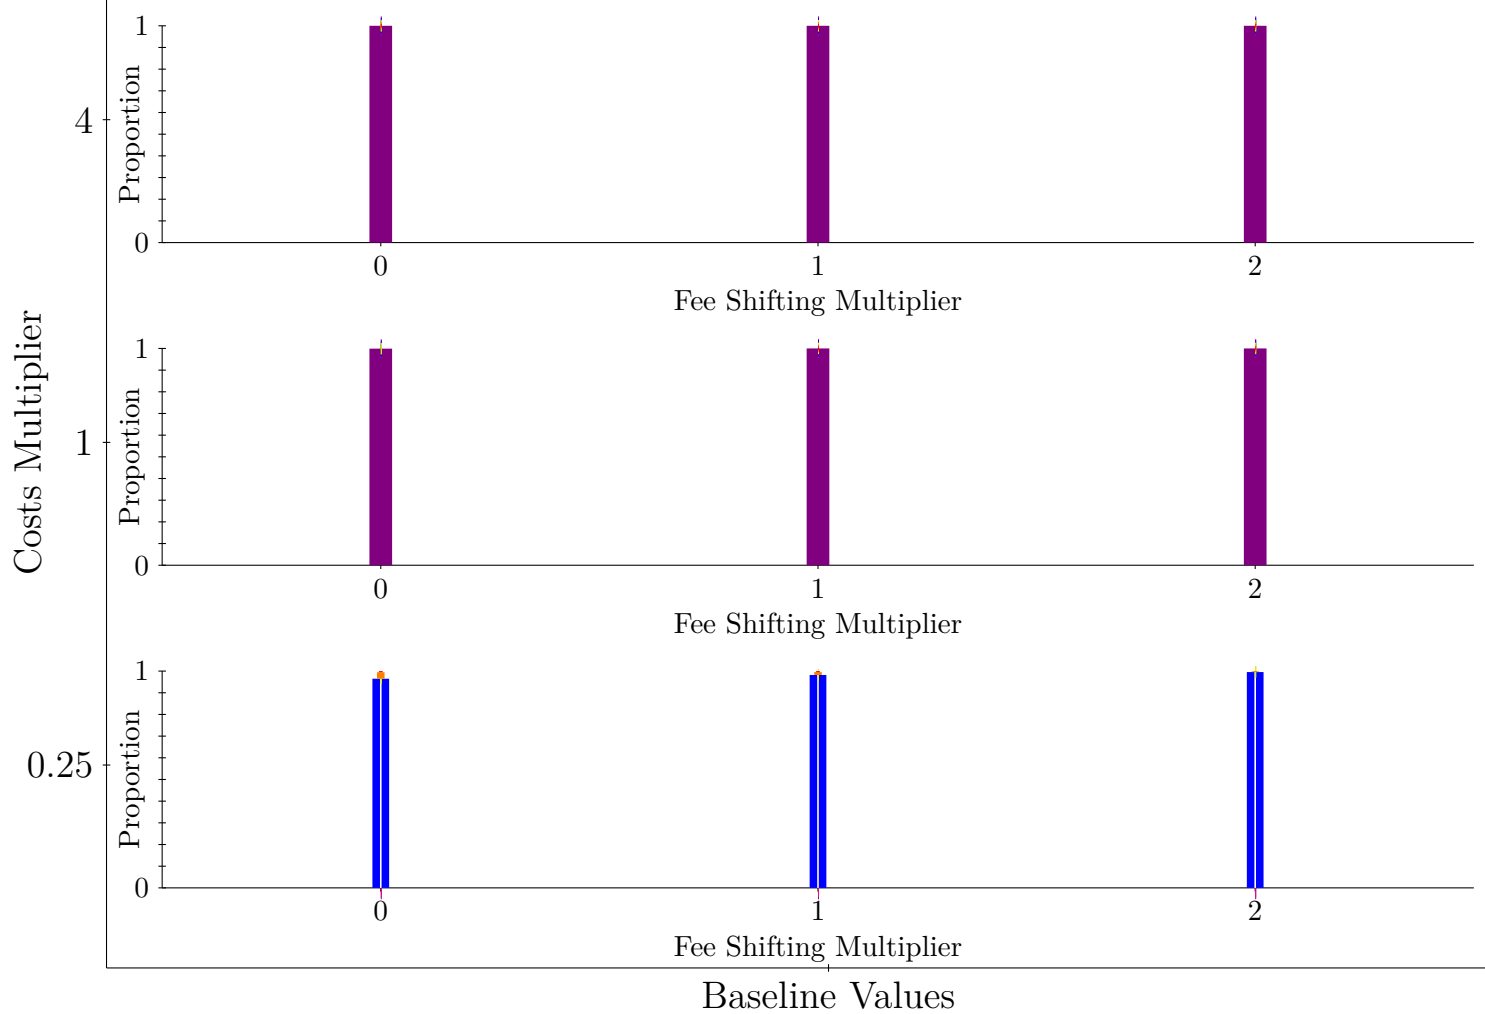 Costs Multiplier
4
Proportion
1
0
0 1 2
Fee Shifting Multiplier
1
Proportion
1
0
0 1 2
Fee Shifting Multiplier
0.25
Proportion
1
0
0 1 2
Fee Shifting Multiplier
Baseline Values